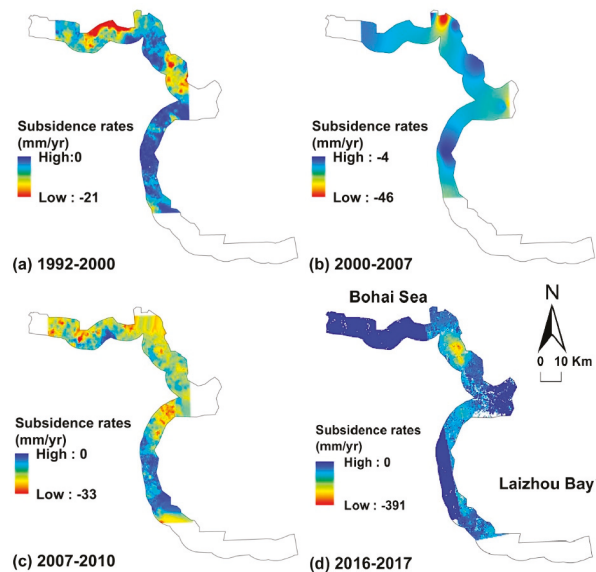 Subsidence rates
(mm/yr)
High:0
Low : -21
(a) 1992-2000
Subsidence rates
(mm/yr)
High : -4
Low : -46
(b) 2000-2007
Subsidence rates
(mm/yr)
High : 0
Low : -33
(c) 2007-2010
Bohai Sea
N
0 10 Km
Subsidence rates
(mm/yr)
High : 0
Low : -391
Laizhou Bay
(d) 2016-2017